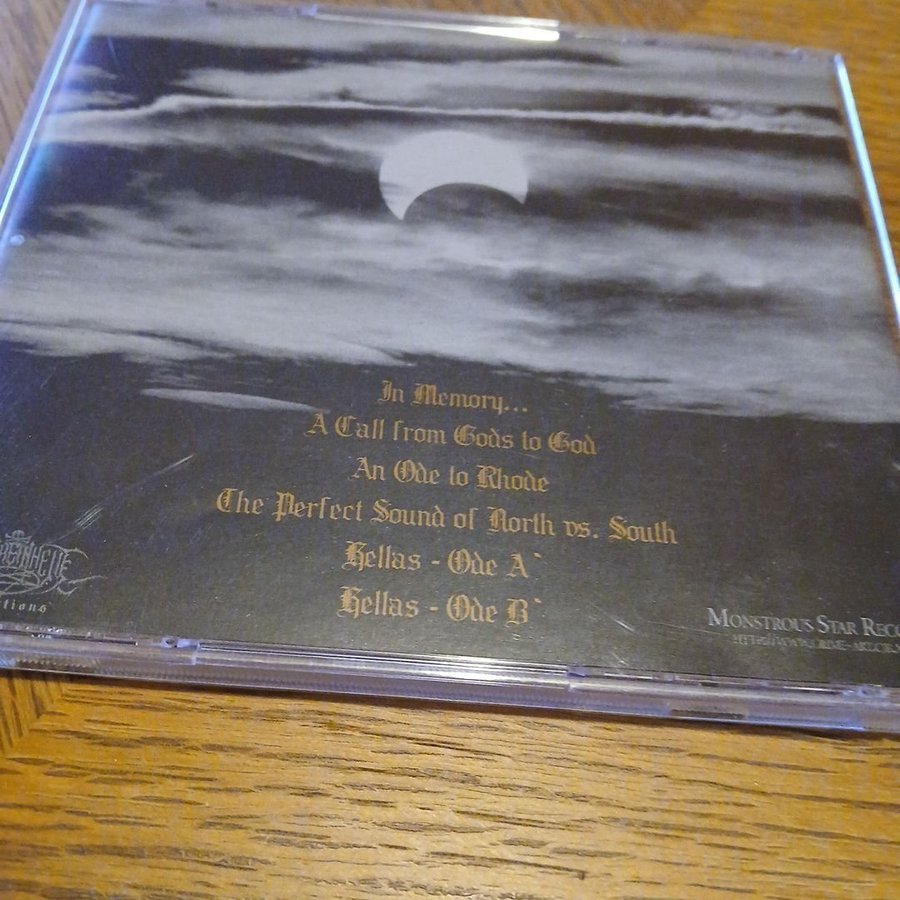 In Memory...
A Call from Gods to God
An Ode to Rhode
The Perfect Sound of North vs. South
Hellas - Ode A`
Hellas - Ode B`
MONSTROUS STAR